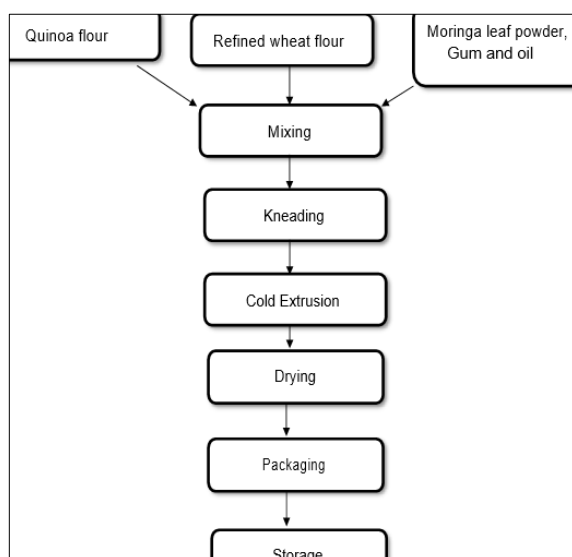 Quinoa flour
Refined wheat flour
Moringa leaf powder,
Gum and oil
Mixing
Kneading
Cold Extrusion
Drying
Packaging
Storage